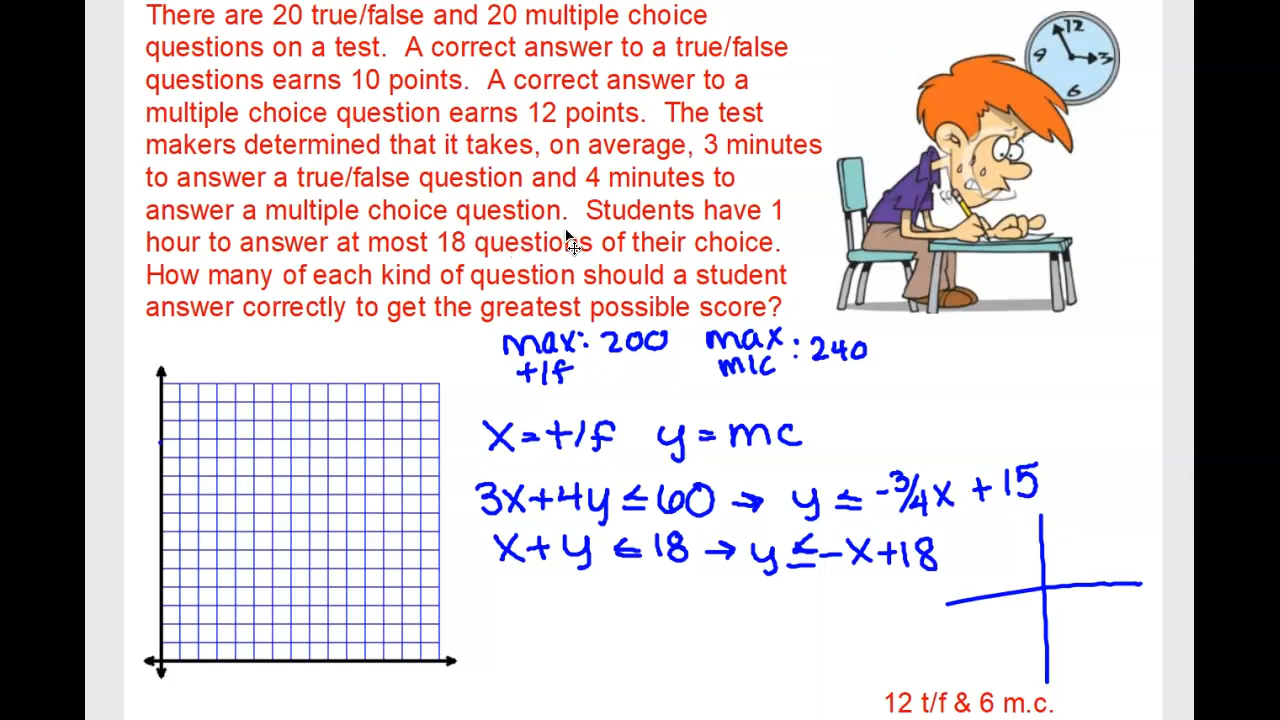 There are 20 true/false and 20 multiple choice
questions on a test. A correct answer to a true/false
questions earns 10 points. A correct answer to a
multiple choice question earns 12 points. The test
makers determined that it takes, on average, 3 minutes
to answer a true/false question and 4 minutes to
answer a multiple choice question. Students have 1
hour to answer at most 18 questions of their choice.
How many of each kind of question should a student
answer correctly to get the greatest possible score?
12
9 3
6
max: 200 max : 240
t/f m/c
x = t/f y = mc
3x+4y ≤ 60 → y ≤ -3/4x + 15
x+y ≤ 18 → y ≤ -x+18
12 t/f & 6 m.c.